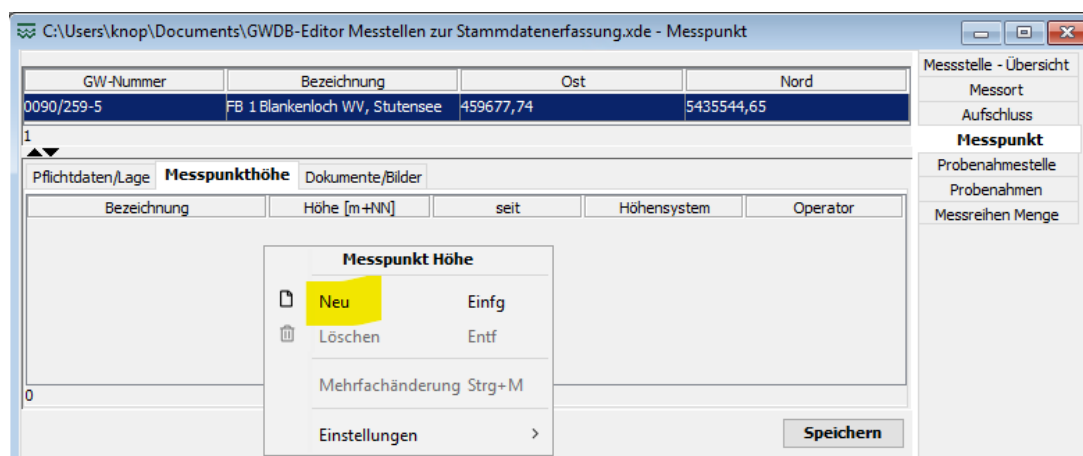 C:\Users\knop\Documents\GWDB-Editor Messtellen zur Stammdatenerfassung.xde - Messpunkt
GW-Nummer Bezeichnung Ost Nord
0090/259-5 FB 1 Blankenloch WV, Stutensee 459677,74 5435544,65
1
Pflichtdaten/Lage Messpunkthöhe Dokumente/Bilder
Bezeichnung Höhe [m+NN] seit Höhensystem Operator
Messpunkt Höhe
Neu Einfg
Löschen Entf
Mehrfachänderung Strg+M
Einstellungen
0
Speichern
Messstelle - Übersicht
Messort
Aufschluss
Messpunkt
Probenahmestelle
Probenahmen
Messreihen Menge